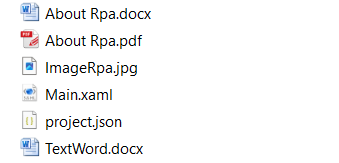 About Rpa.docx
About Rpa.pdf
ImageRpa.jpg
Main.xaml
project.json
TextWord.docx